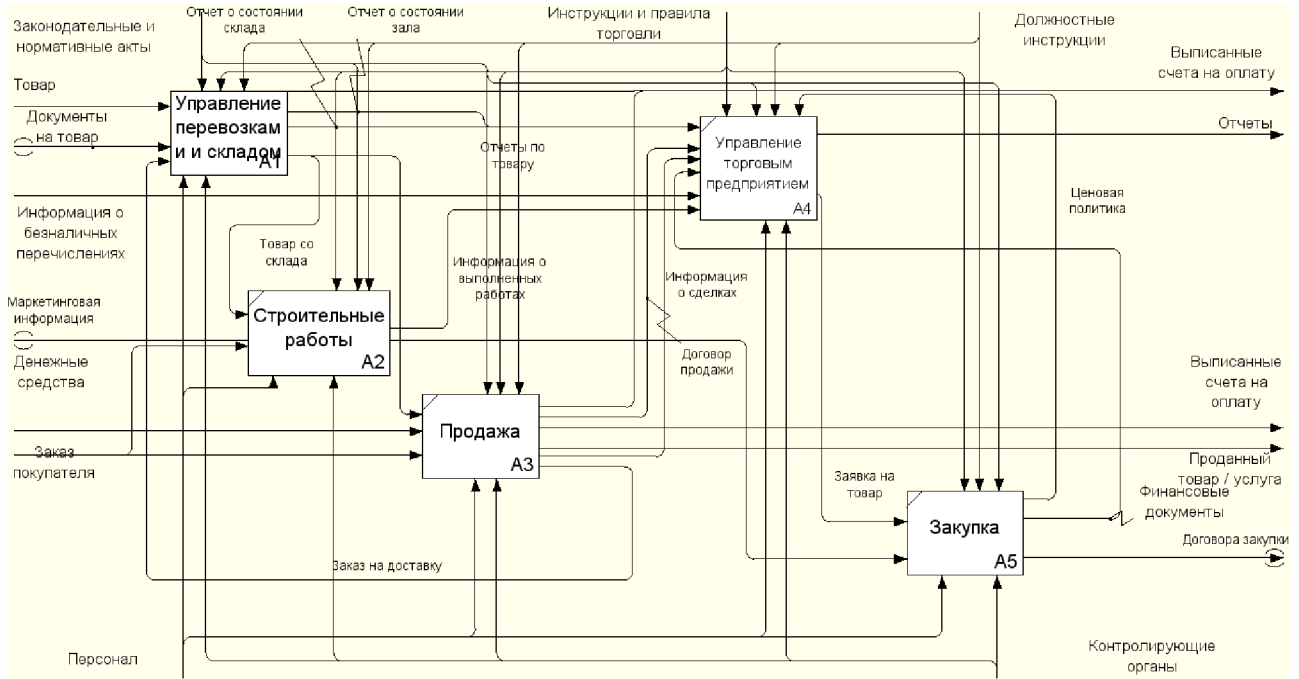 Законодательные и
нормативные акты
Отчет о состоянии
склада
Отчет о состоянии
зала
Инструкции и правила
торговли
Должностные
инструкции
Выписанные
счета на оплату
Товар
Документы
на товар
Управление
перевозкам
и и складом
A1
Отчеты по
товару
Управление
торговым
предприятием
A4
Отчеты
Ценовая
политика
Информация о
безналичных
перечислениях
Товар со
склада
Информация о
выполненных
работах
Информация
о сделках
Маркетинговая
информация
Строительные
работы
A2
Денежные
средства
Договор
продажи
Выписанные
счета на
оплату
Продажа
A3
Заказ
покупателя
Проданный
товар / услуга
Заявка на
товар
Финансовые
документы
Закупка
A5
Договора закупки
Заказ на доставку
Персонал
Контролирующие
органы